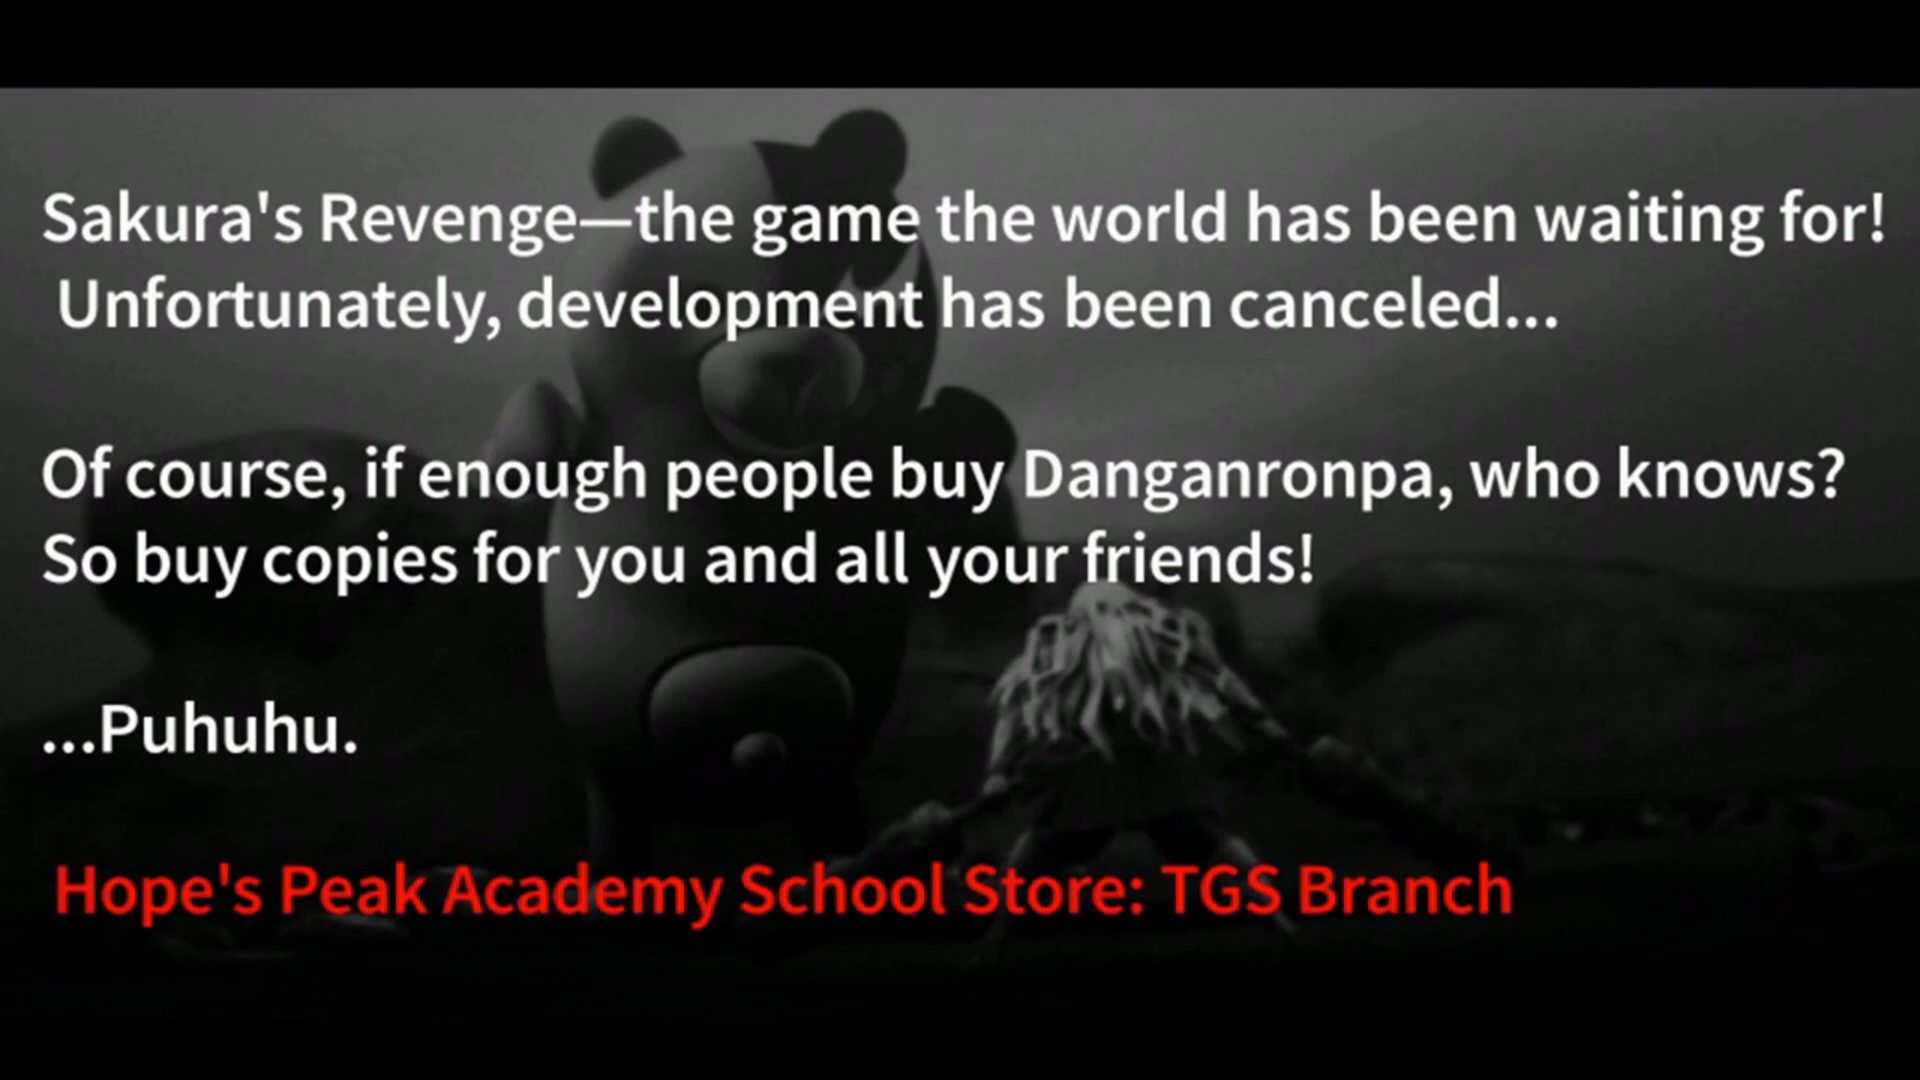 Sakura's Revenge—the game the world has been waiting for!
Unfortunately, development has been canceled...
Of course, if enough people buy Danganronpa, who knows?
So buy copies for you and all your friends!
...Puhuhu.
Hope's Peak Academy School Store: TGS Branch